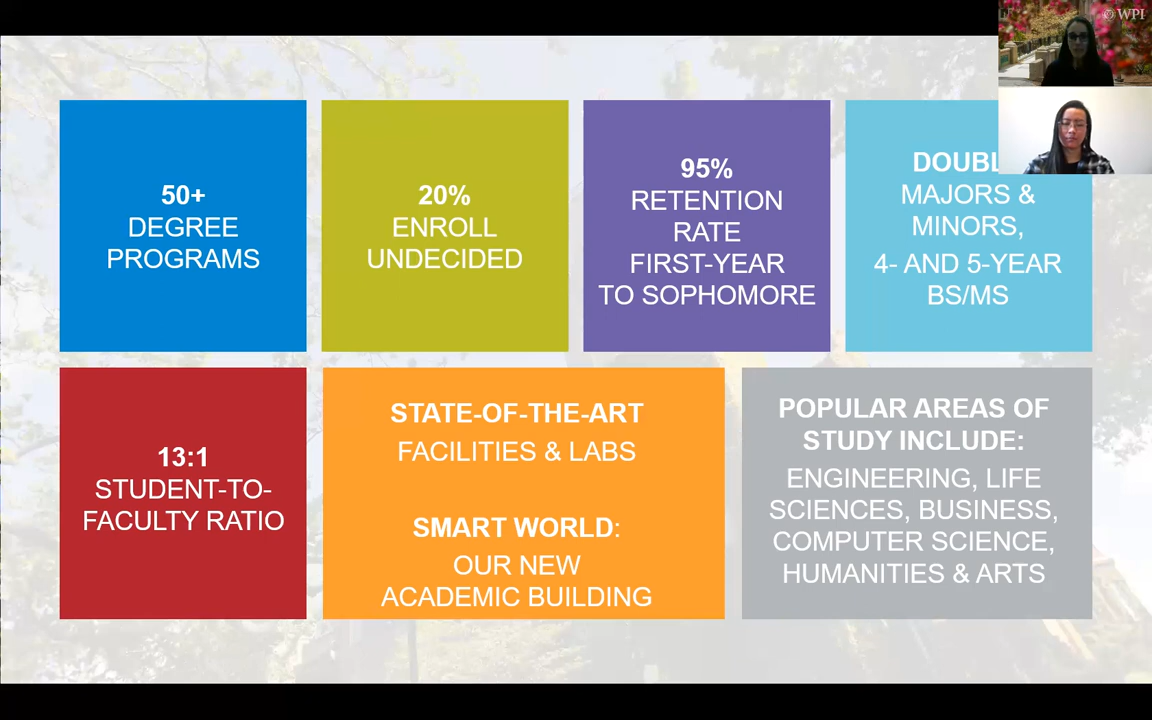 WPI
50+
DEGREE
PROGRAMS
20%
ENROLL
UNDECIDED
95%
RETENTION
RATE
FIRST-YEAR
TO SOPHOMORE
MAJORS &
MINORS,
4- AND 5-YEAR
BS/MS
13:1
STUDENT-TO-
FACULTY RATIO
STATE-OF-THE-ART
FACILITIES & LABS
SMART WORLD:
OUR NEW
ACADEMIC BUILDING
POPULAR AREAS OF
STUDY INCLUDE:
ENGINEERING, LIFE
SCIENCES, BUSINESS,
COMPUTER SCIENCE,
HUMANITIES & ARTS